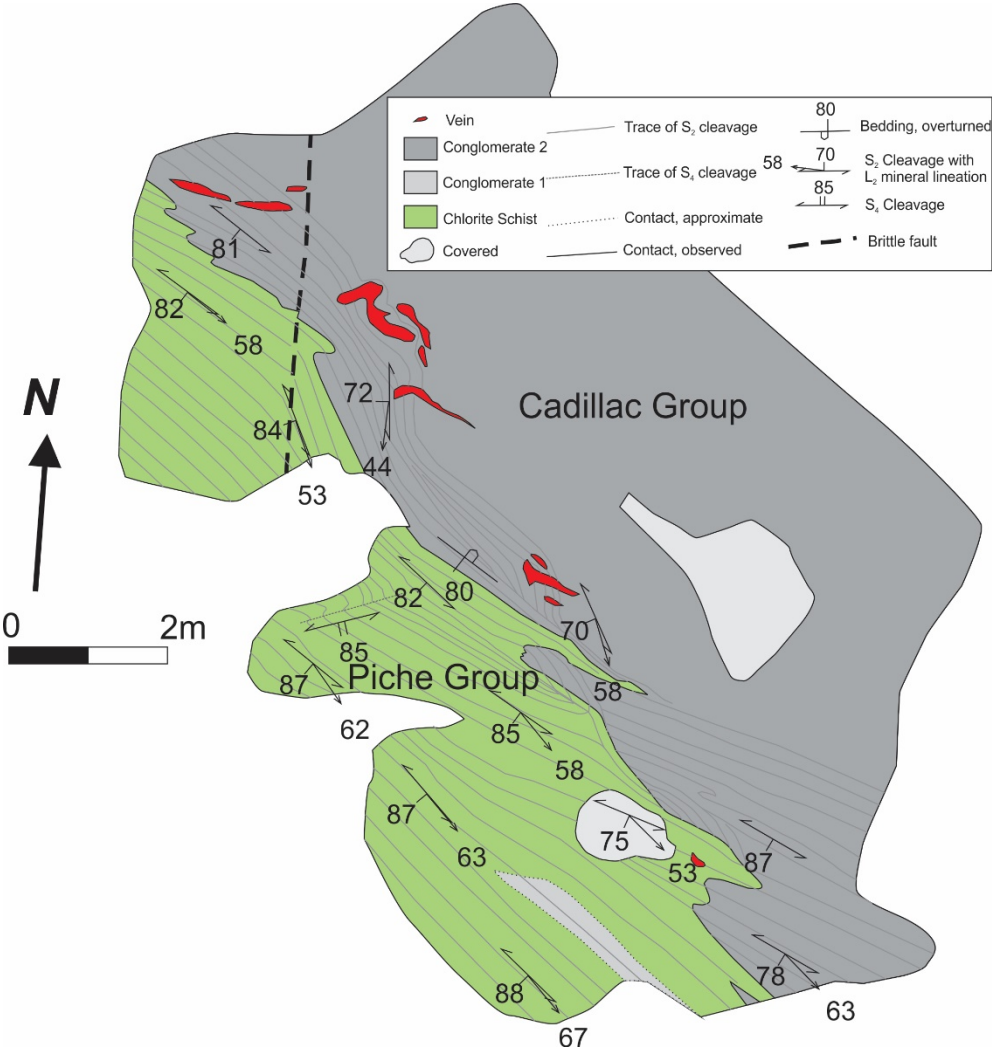 Vein
Conglomerate 2
Conglomerate 1
Chlorite Schist
Covered
Trace of S₂ cleavage
Trace of S₄ cleavage
Contact, approximate
Contact, observed
80
Bedding, overturned
58
70
S₂ Cleavage with
L₂ mineral lineation
85
S₄ Cleavage
Brittle fault
81
82
58
N
72
Cadillac Group
84
44
53
82
80
0
2m
70
85
87
Piche Group
58
62
85
58
87
75
63
53
87
78
88
63
67